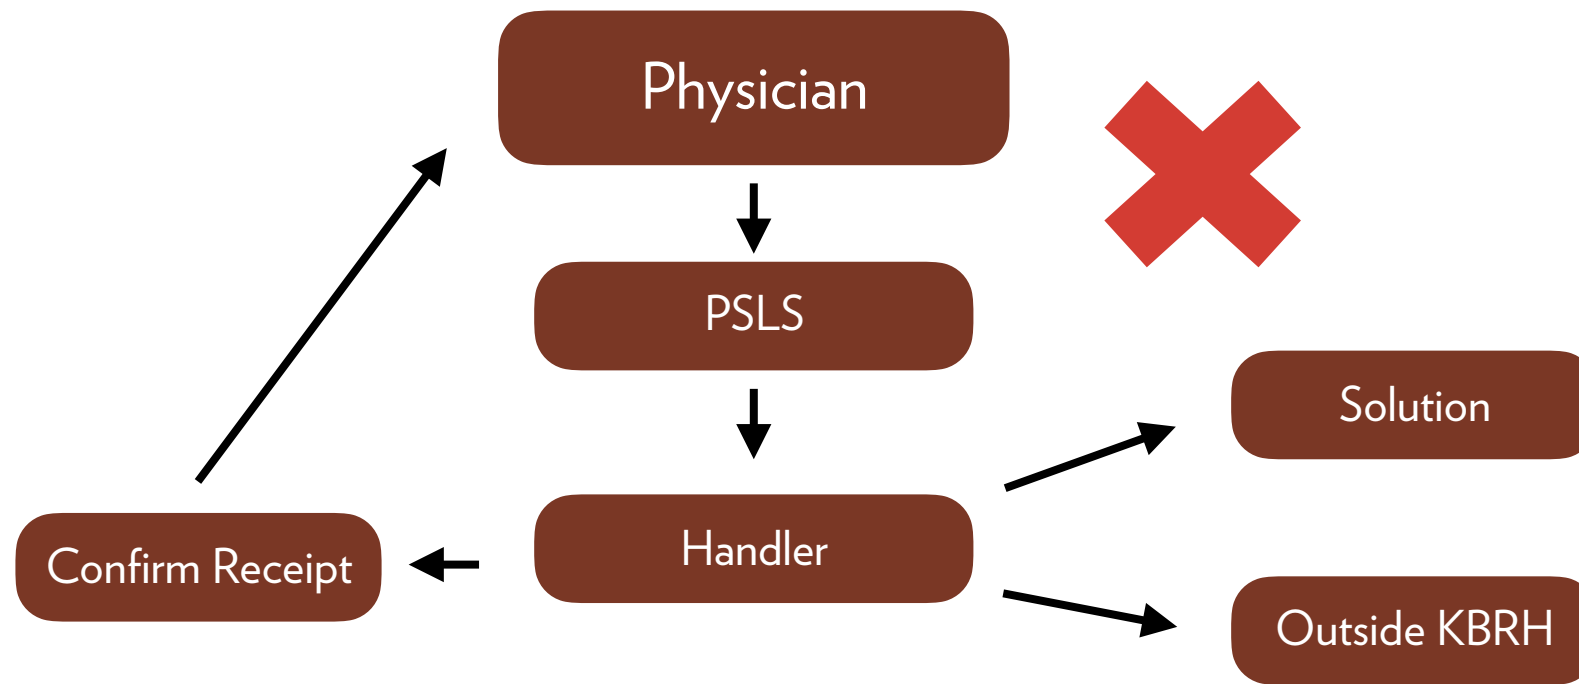 Physician
PSLS
Solution
Handler
Confirm Receipt
Outside KBRH